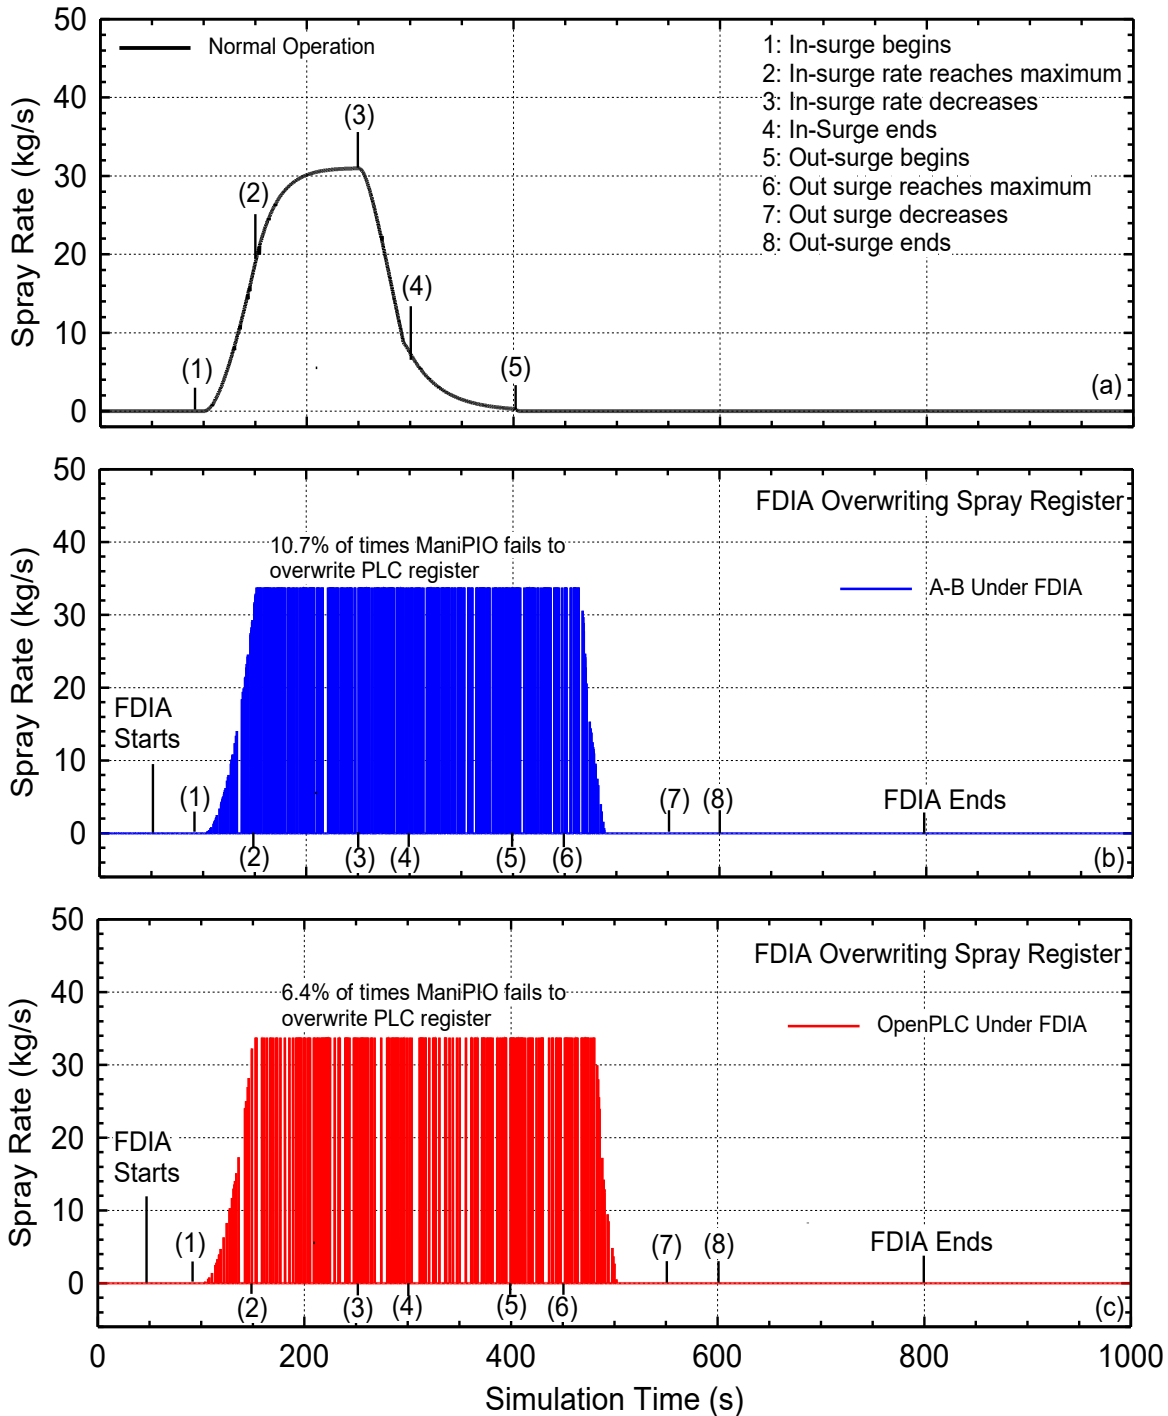 50
40
30
20
10
0
Spray Rate (kg/s)
Normal Operation
1: In-surge begins
2: In-surge rate reaches maximum
3: In-surge rate decreases
4: In-Surge ends
5: Out-surge begins
6: Out surge reaches maximum
7: Out surge decreases
8: Out-surge ends
(1)
(2)
(3)
(4)
(5)
(a)
50
40
30
20
10
0
Spray Rate (kg/s)
FDIA Overwriting Spray Register
10.7% of times ManiPIO fails to
overwrite PLC register
A-B Under FDIA
FDIA
Starts
(1)
(7)
(8)
FDIA Ends
(2)
(3)
(4)
(5)
(6)
(b)
50
40
30
20
10
0
Spray Rate (kg/s)
FDIA Overwriting Spray Register
6.4% of times ManiPIO fails to
overwrite PLC register
OpenPLC Under FDIA
FDIA
Starts
(1)
(7)
(8)
FDIA Ends
(2)
(3)
(4)
(5)
(6)
(c)
0
200
400
600
800
1000
Simulation Time (s)